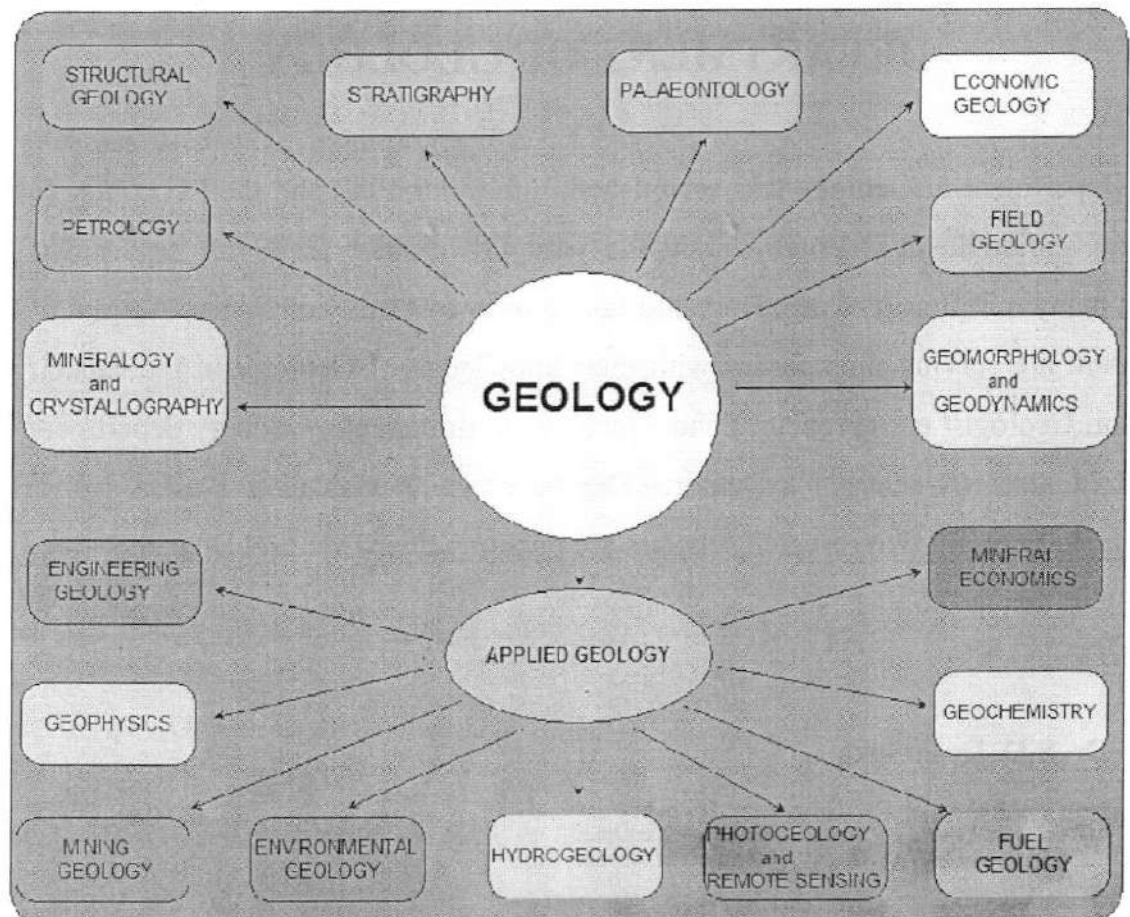 STRUCTURAL
GEOLOGY
STRATIGRAPHY
PALAEONTOLOGY
ECONOMIC
GEOLOGY
PETROLOGY
FIELD
GEOLOGY
MINERALOGY
and
CRYSTALLOGRAPHY
GEOLOGY
GEOMORPHOLOGY
and
GEODYNAMICS
ENGINEERING
GEOLOGY
MINERAL
ECONOMICS
APPLIED GEOLOGY
GEOPHYSICS
GEOCHEMISTRY
MINING
GEOLOGY
ENVIRONMENTAL
GEOLOGY
HYDROGEOLOGY
PHOTOGEOLOGY
and
REMOTE SENSING
FUEL
GEOLOGY